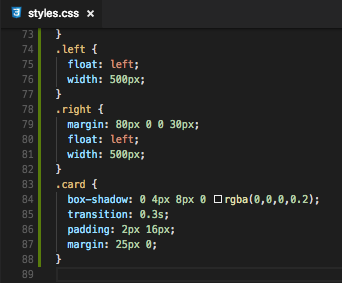 styles.css ×
73 }
74 .left {
75 float: left;
76 width: 500px;
77 }
78 .right {
79 margin: 80px 0 0 30px;
80 float: left;
81 width: 500px;
82 }
83 .card {
84 box-shadow: 0 4px 8px 0 rgba(0,0,0,0.2);
85 transition: 0.3s;
86 padding: 2px 16px;
87 margin: 25px 0;
88 }
89